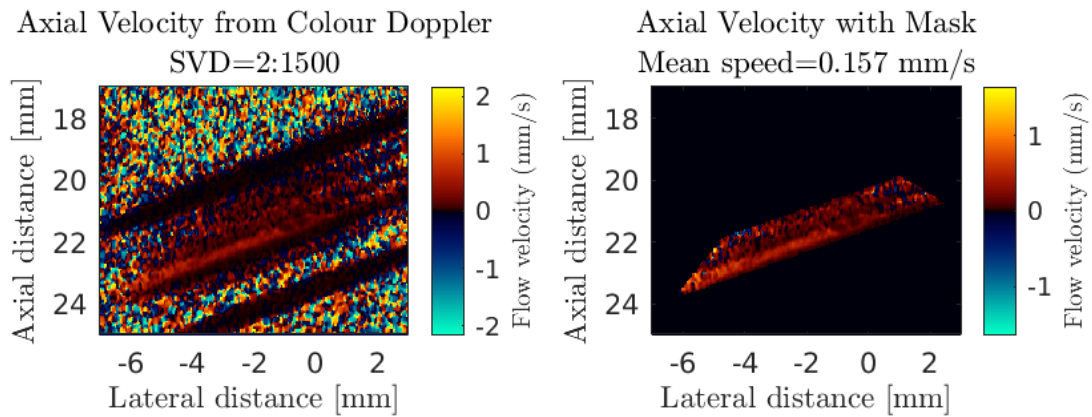 Axial Velocity from Colour Doppler
SVD=2:1500
Axial distance [mm]
18
20
22
24
-6
-4
-2
0
2
Lateral distance [mm]
2
1
0
-1
-2
Flow velocity (mm/s)
Axial Velocity with Mask
Mean speed=0.157 mm/s
Axial distance [mm]
18
20
22
24
-6
-4
-2
0
2
Lateral distance [mm]
1
0
-1
Flow velocity (mm/s)